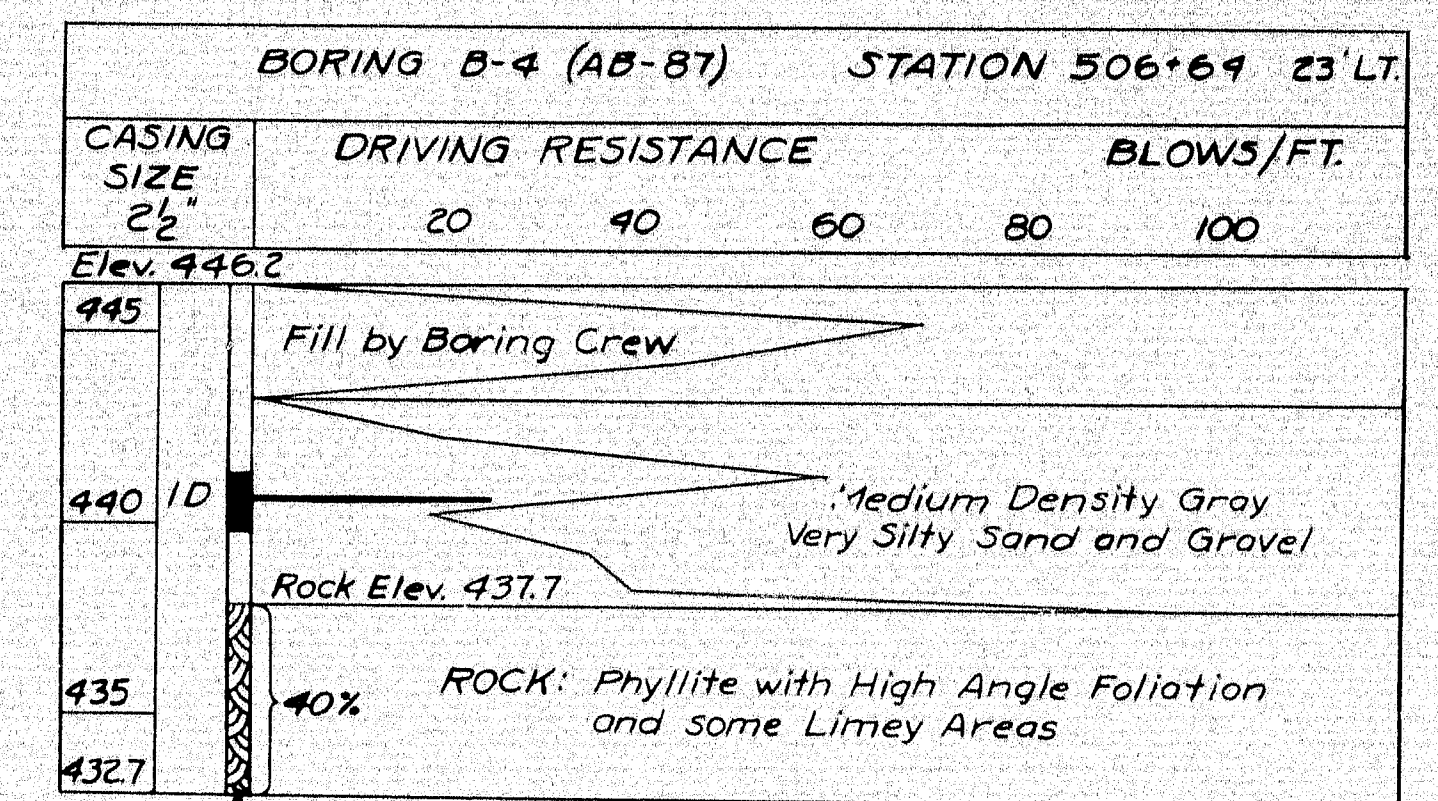 BORING B-4 (AB-87) STATION 506+64 23' LT.
CASING SIZE 2½"
DRIVING RESISTANCE BLOWS/FT.
20 40 60 80 100
Elev. 446.2
445
Fill by Boring Crew
440 1D
Medium Density Gray
Very Silty Sand and Gravel
Rock Elev. 437.7
435
40%
ROCK: Phyllite with High Angle Foliation
and some Limey Areas
432.7